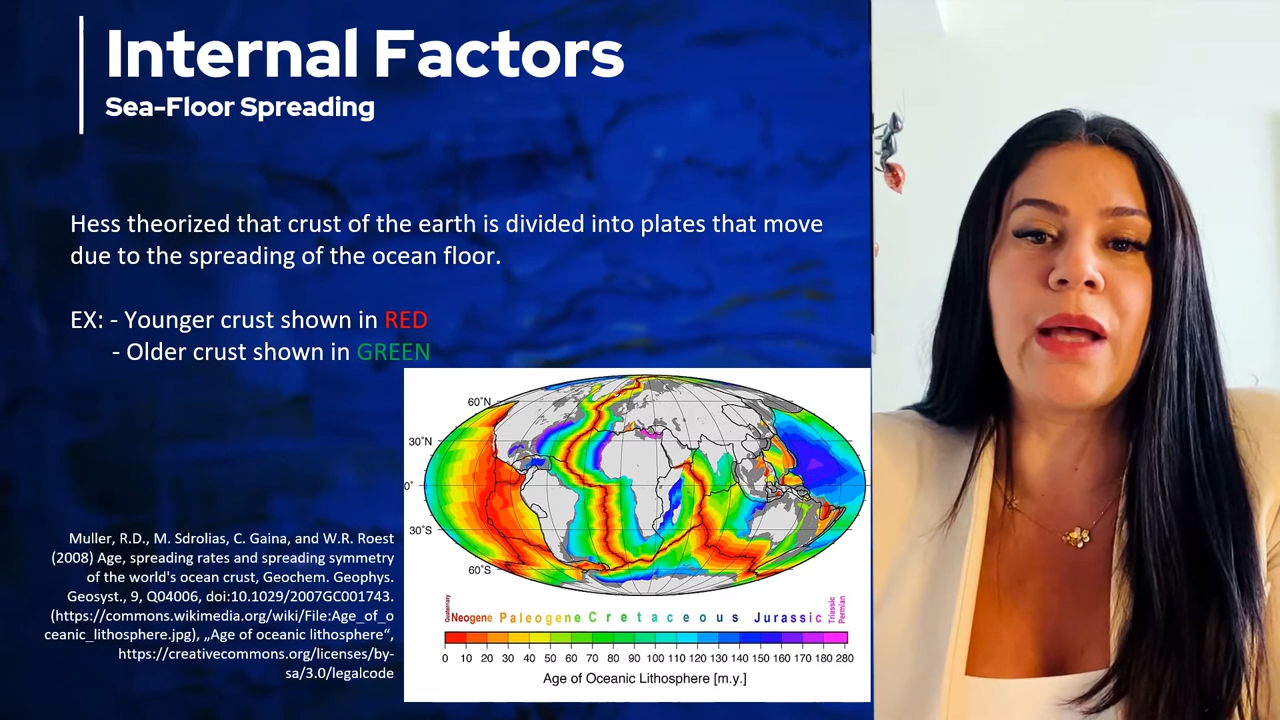 Internal Factors
Sea-Floor Spreading
Hess theorized that crust of the earth is divided into plates that move
due to the spreading of the ocean floor.
EX: - Younger crust shown in RED
- Older crust shown in GREEN
Muller, R.D., M. Sdrolias, C. Gaina, and W.R. Roest
(2008) Age, spreading rates and spreading symmetry
of the world's ocean crust, Geochem. Geophys.
Geosyst., 9, Q04006, doi:10.1029/2007GC001743.
(https://commons.wikimedia.org/wiki/File:Age_of_o
ceanic_lithosphere.jpg), „Age of oceanic lithosphere“,
https://creativecommons.org/licenses/by-
sa/3.0/legalcode
60°N
30°N
0°
30°S
60°S
Quaternary Neogene Paleogene Cretaceous Jurassic Triassic Permian
0 10 20 30 40 50 60 70 80 90 100 110 120 130 140 150 160 170 180 280
Age of Oceanic Lithosphere [m.y.]